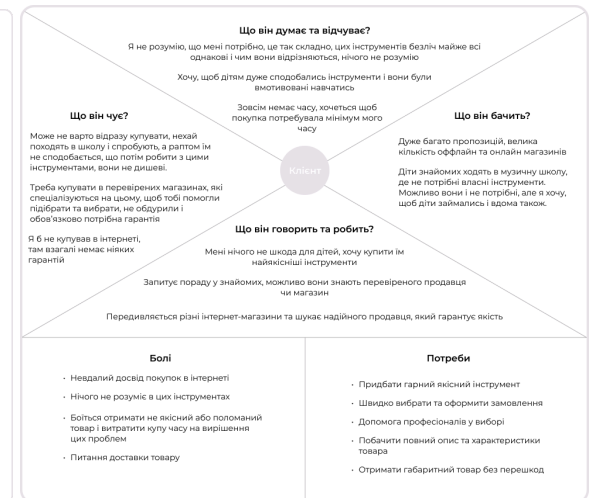 Що він думає та відчуває?
Я не розумію, що мені потрібно, це так складно, цих інструментів безліч майже всі
однакові і чим вони відрізняються, нічого не розумію
Хочу, щоб дітям дуже сподобались інструменти і вони були
вмотивовані навчатись
Зовсім немає часу, хочеться щоб
покупка потребувала мінімум мого
часу
Що він чує?
Може не варто відразу купувати, нехай
походять в школу і спробують, а раптом їм
не сподобається, що потім робити з цими
інструментами, вони не дишеві.
Треба купувати в перевірених магазинах, які
спеціалізуються на цьому, щоб тобі помогли
підібрати та вибрати, не обдурили і
обов'язково потрібна гарантія
Я б не купував в інтернеті,
там взагалі немає ніяких
гарантій
Що він бачить?
Дуже багато пропозицій, велика
кількість оффлайн та онлайн магазинів
Діти знайомих ходять в музичну школу,
де не потрібні власні інструменти.
Можливо вони і не потрібні, але я хочу,
щоб діти займались і вдома також.
Клієнт
Що він говорить та робить?
Мені нічого не шкода для дітей, хочу купити їм
найякісніші інструменти
Запитує пораду у знайомих, можливо вони знають перевіреного продавця
чи магазин
Передивляється різні інтернет-магазини та шукає надійного продавця, який гарантує якість
Болі
• Невдалий досвід покупок в інтернеті
• Нічого не розуміє в цих інструментах
• Боїться отримати не якісний або поломаний
товар і витратити купу часу на вирішення
цих проблем
• Питання доставки товару
Потреби
• Придбати гарний якісний інструмент
• Швидко вибрати та оформити замовлення
• Допомога професіоналів у виборі
• Побачити повний опис та характеристики
товара
• Отримати габаритний товар без перешкод